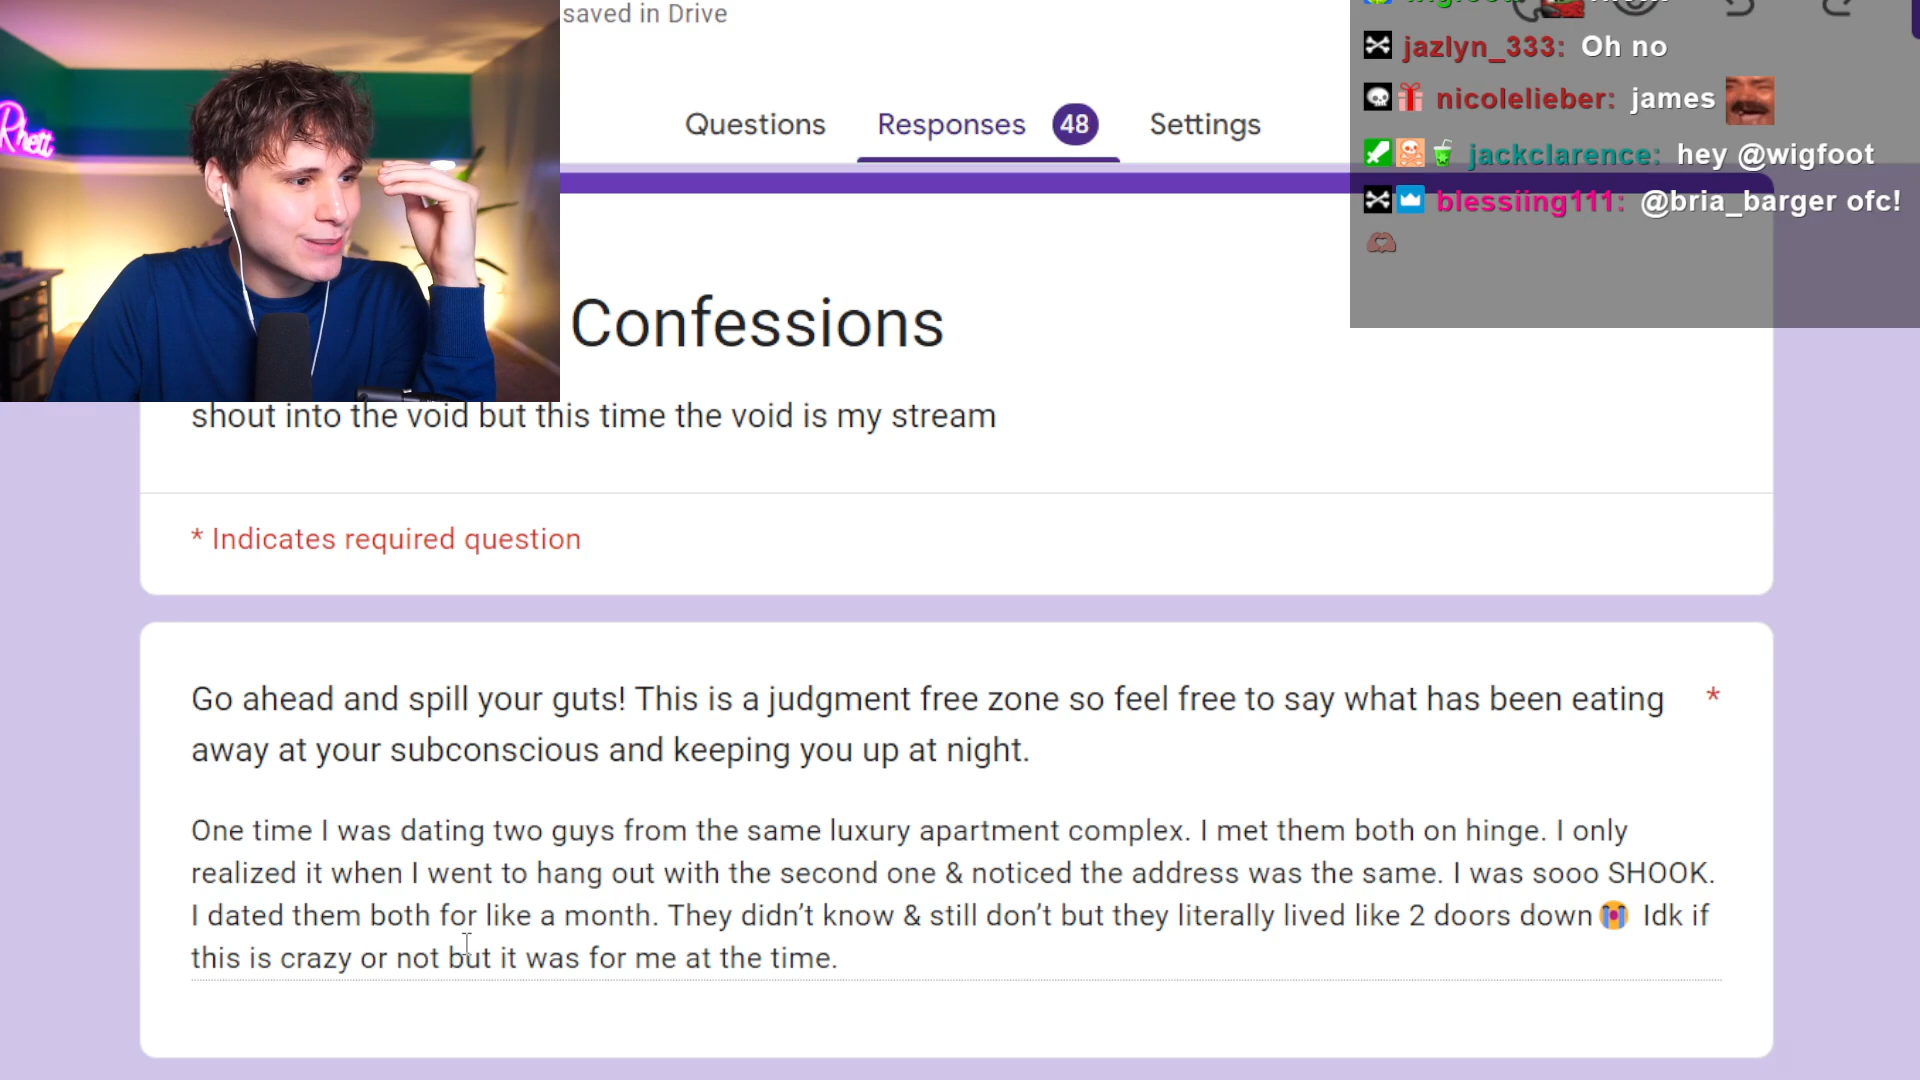 saved in Drive
Rhett
Questions
Responses
48
Settings
jazlyn_333: Oh no
nicolelieber: james
jackclarence: hey @wigfoot
blessiing111: @bria_barger ofc!
Confessions
shout into the void but this time the void is my stream
* Indicates required question
Go ahead and spill your guts! This is a judgment free zone so feel free to say what has been eating *
away at your subconscious and keeping you up at night.
One time I was dating two guys from the same luxury apartment complex. I met them both on hinge. I only
realized it when I went to hang out with the second one & noticed the address was the same. I was sooo SHOOK.
I dated them both for like a month. They didn’t know & still don’t but they literally lived like 2 doors down😭 Idk if
this is crazy or not but it was for me at the time.